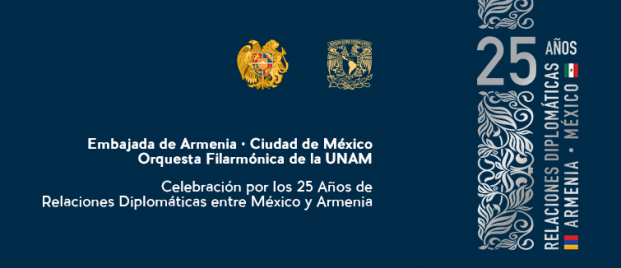 Embajada de Armenia · Ciudad de México
Orquesta Filarmónica de la UNAM
Celebración por los 25 Años de
Relaciones Diplomáticas entre México y Armenia
25 AÑOS
RELACIONES DIPLOMÁTICAS
ARMENIA · MÉXICO